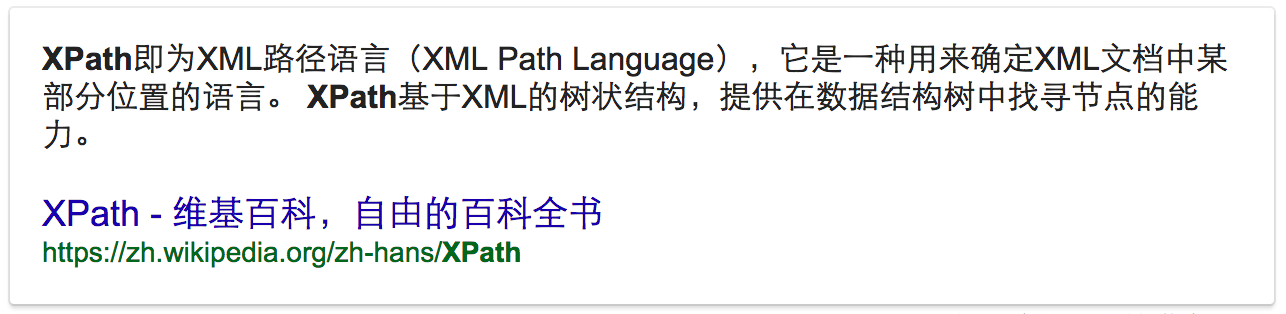 XPath即为XML路径语言（XML Path Language），它是一种用来确定XML文档中某
部分位置的语言。 XPath基于XML的树状结构，提供在数据结构树中找寻节点的能
力。
XPath - 维基百科，自由的百科全书
https://zh.wikipedia.org/zh-hans/XPath